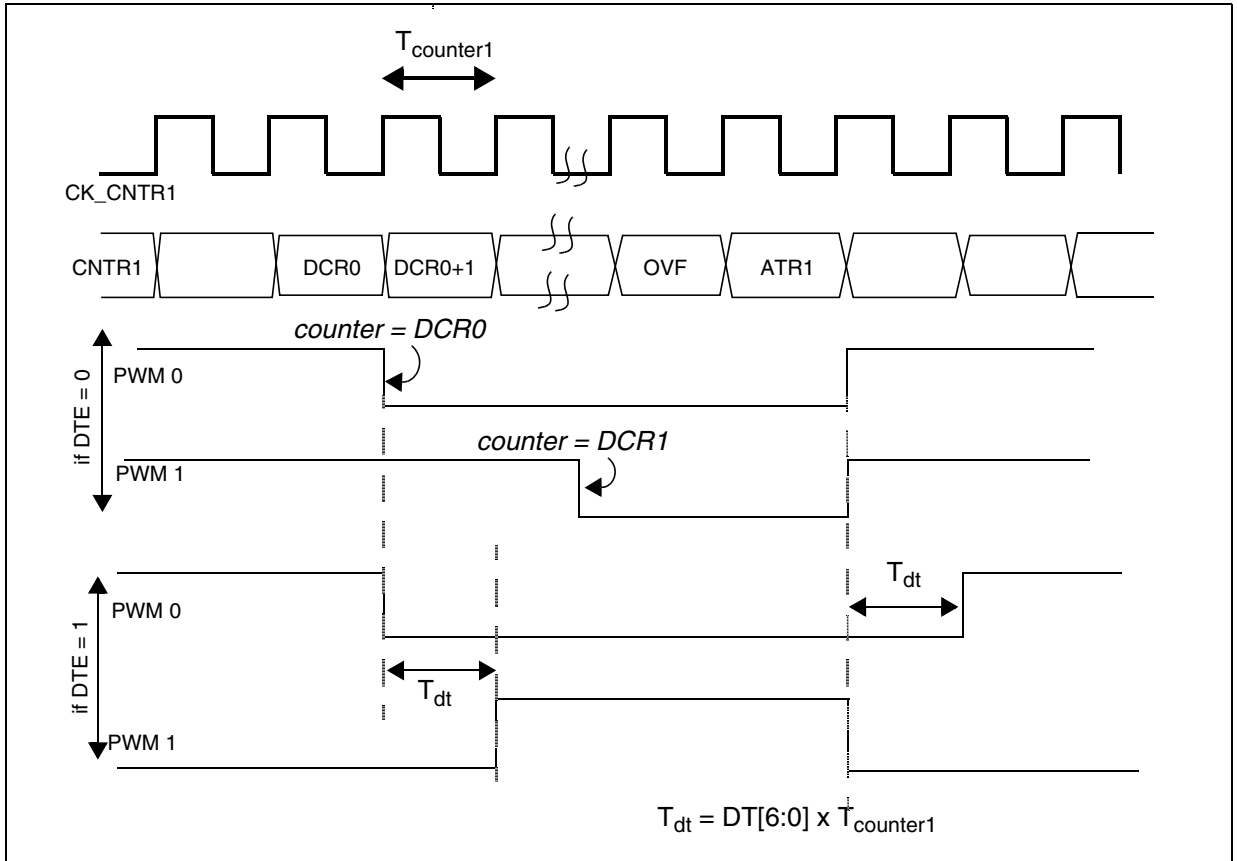 Tcounter1
CK_CNTR1
CNTR1 DCR0 DCR0+1 OVF ATR1
counter = DCR0
if DTE = 0
PWM 0
counter = DCR1
PWM 1
Tdt
if DTE = 1
PWM 0
Tdt
PWM 1
Tdt = DT[6:0] x Tcounter1